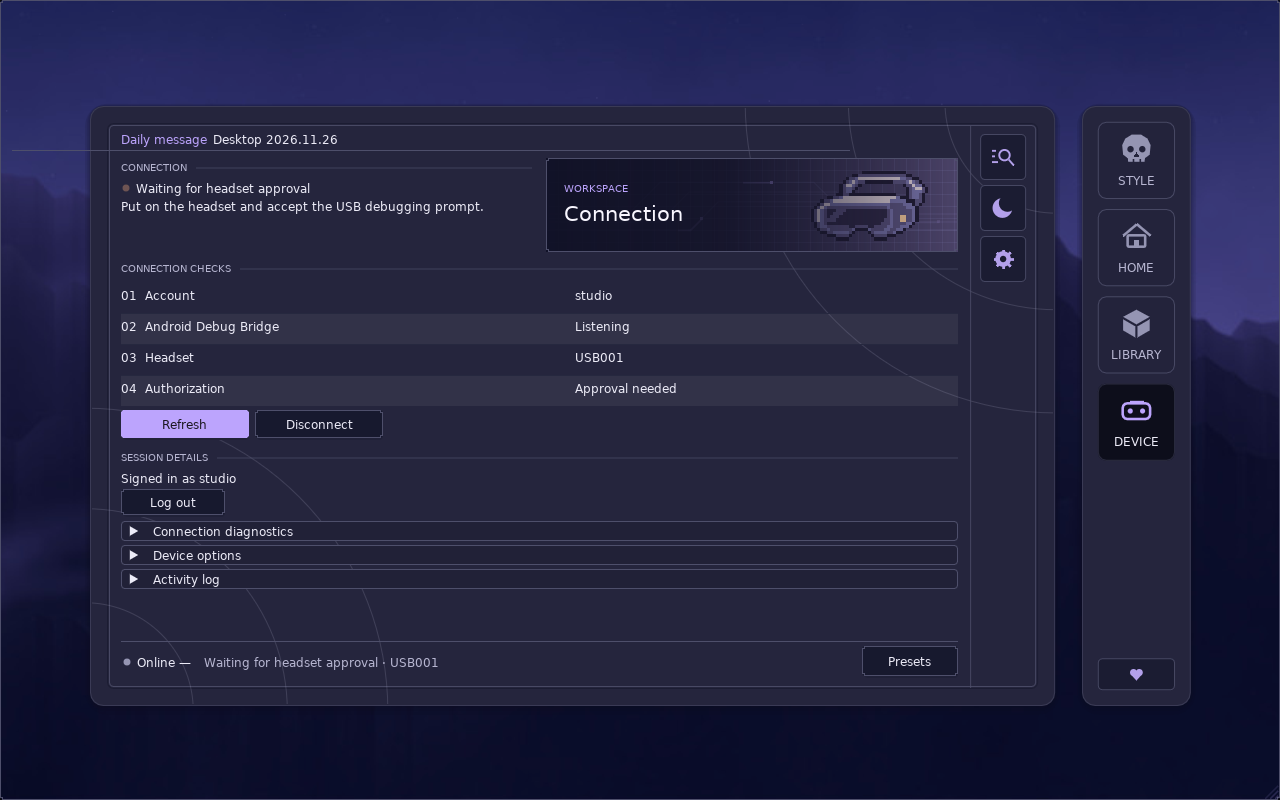 Daily message Desktop 2026.11.26
CONNECTION
Waiting for headset approval
Put on the headset and accept the USB debugging prompt.
WORKSPACE
Connection
CONNECTION CHECKS
01 Account studio
02 Android Debug Bridge Listening
03 Headset USB001
04 Authorization Approval needed
Refresh Disconnect
SESSION DETAILS
Signed in as studio
Log out
Connection diagnostics
Device options
Activity log
Online — Waiting for headset approval · USB001
Presets
STYLE
HOME
LIBRARY
DEVICE